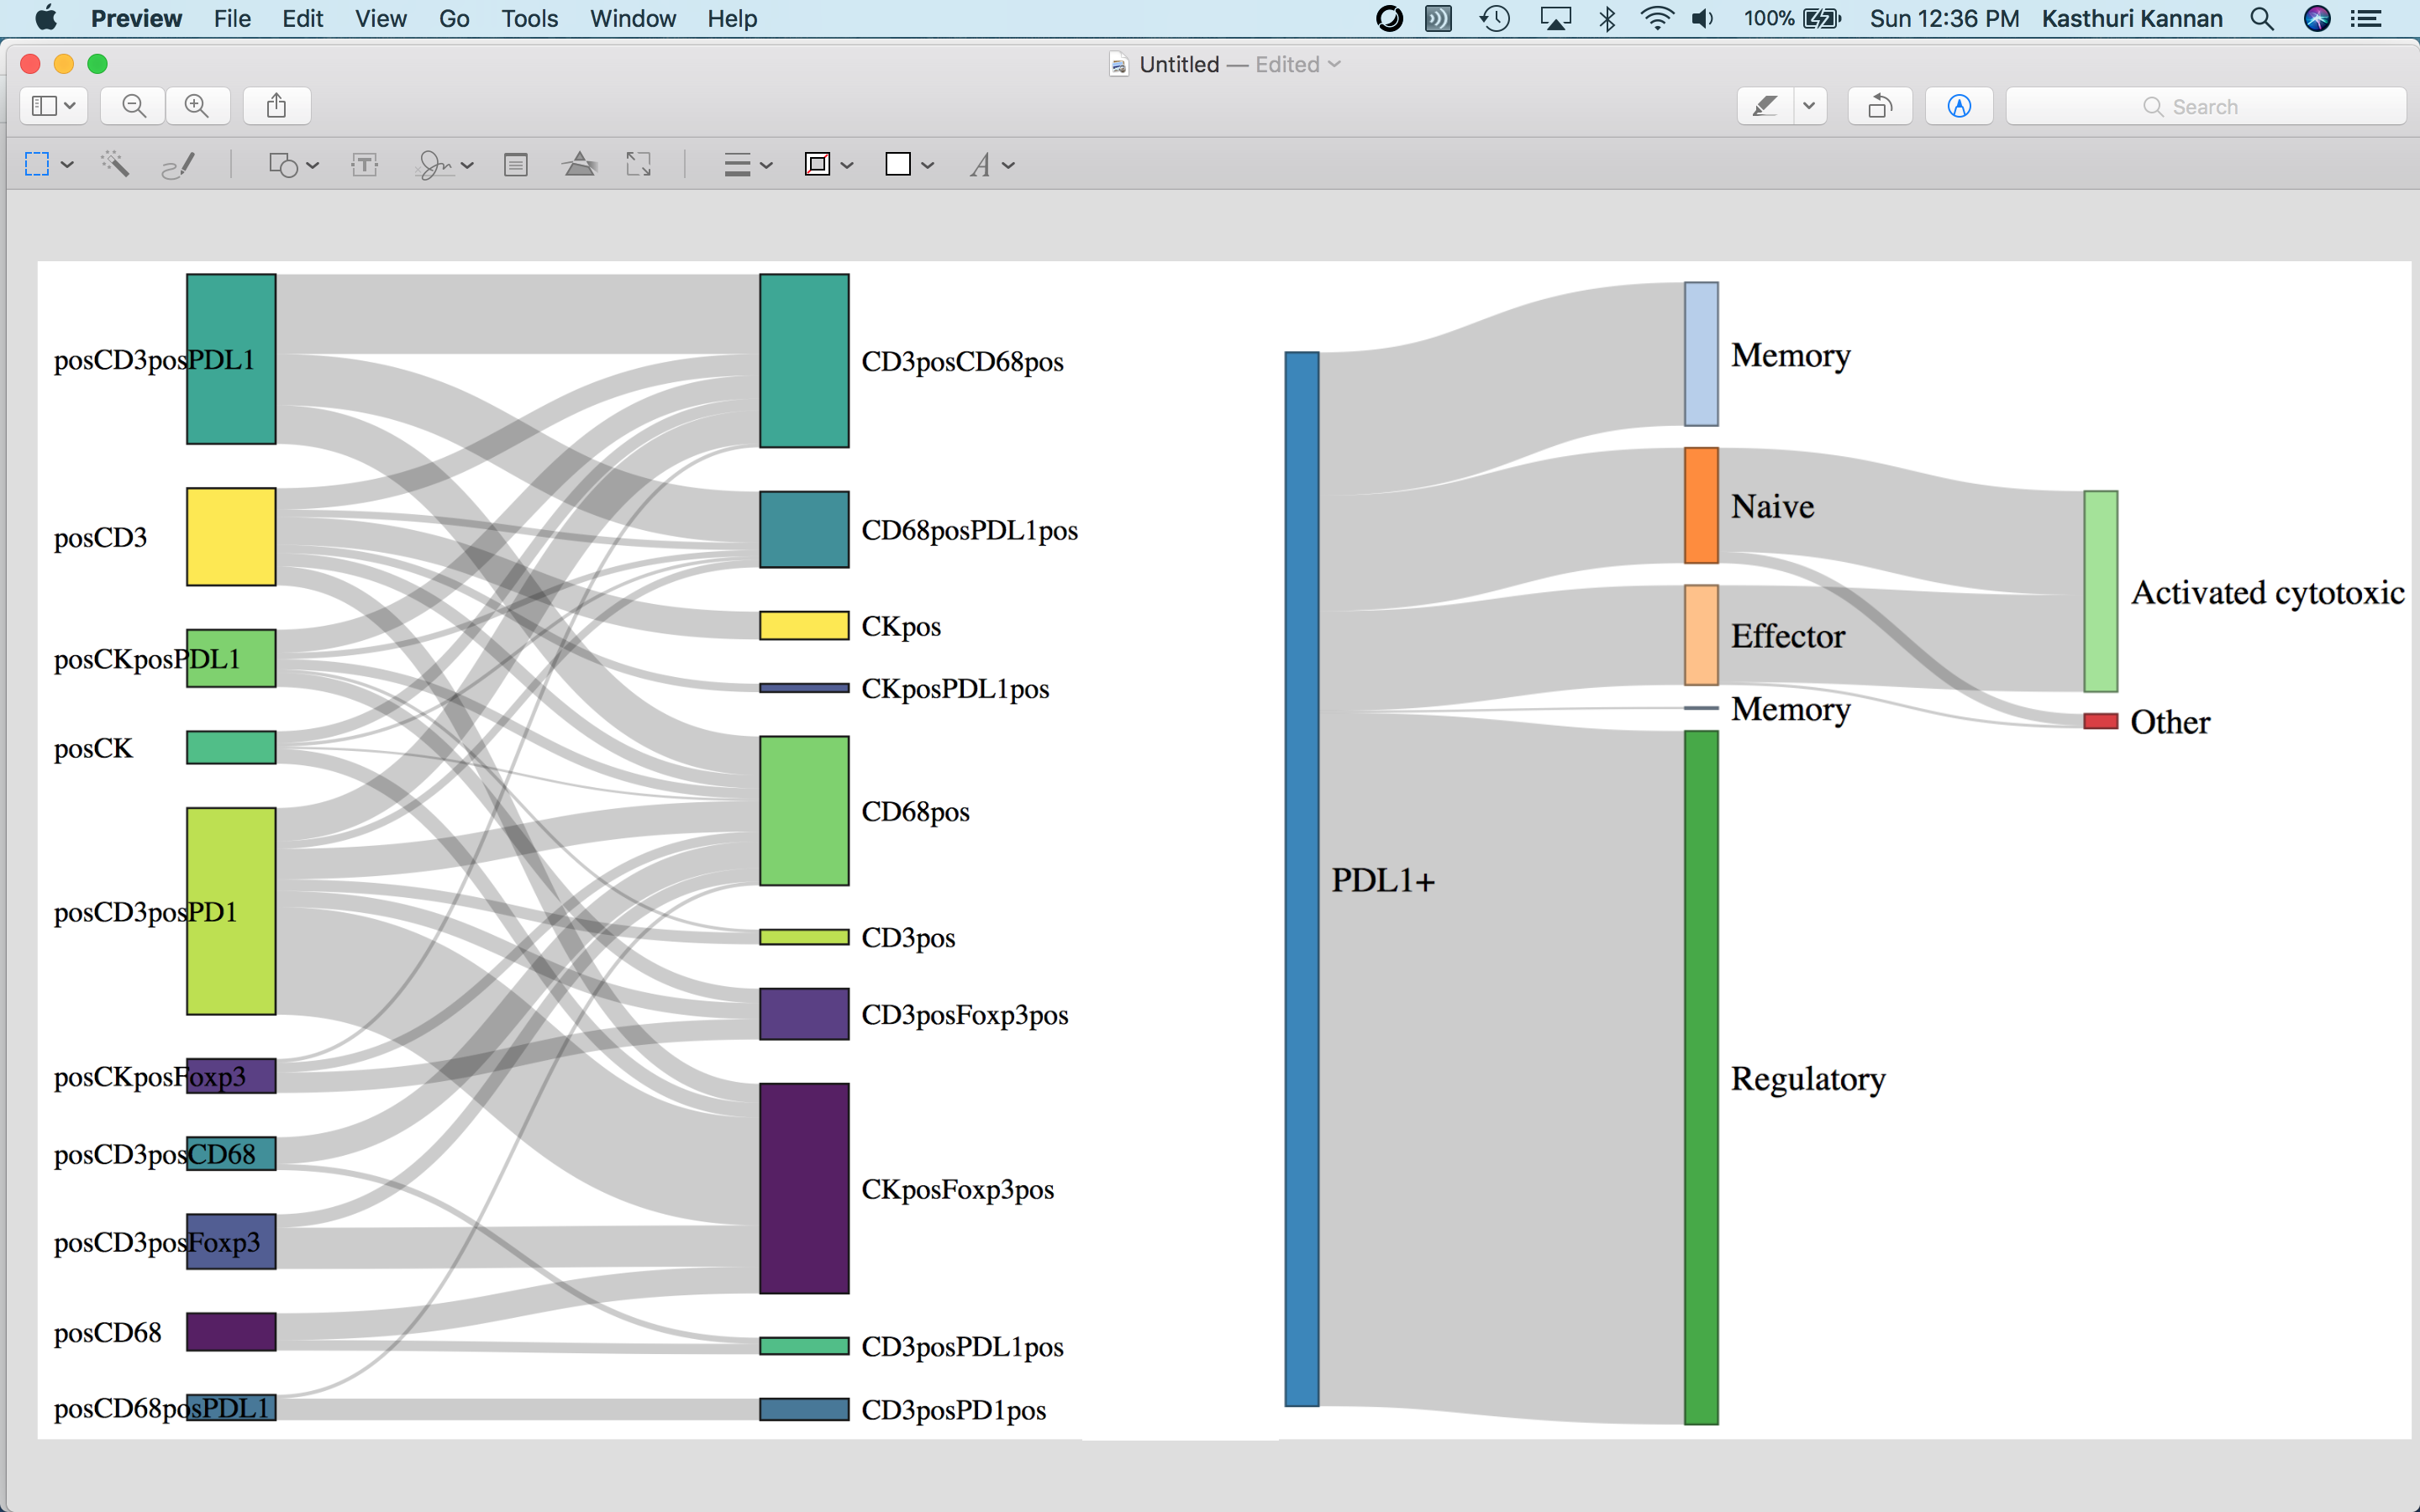 Preview File Edit View Go Tools Window Help 100% Sun 12:36 PM Kasthuri Kannan
Untitled — Edited
Search
posCD3posPDL1
posCD3
posCKposPDL1
posCK
posCD3posPD1
posCKposFoxp3
posCD3posCD68
posCD3posFoxp3
posCD68
posCD68posPDL1
CD3posCD68pos
CD68posPDL1pos
CKpos
CKposPDL1pos
CD68pos
CD3pos
CD3posFoxp3pos
CKposFoxp3pos
CD3posPDL1pos
CD3posPD1pos
PDL1+
Memory
Naive
Effector
Memory
Regulatory
Activated cytotoxic
Other